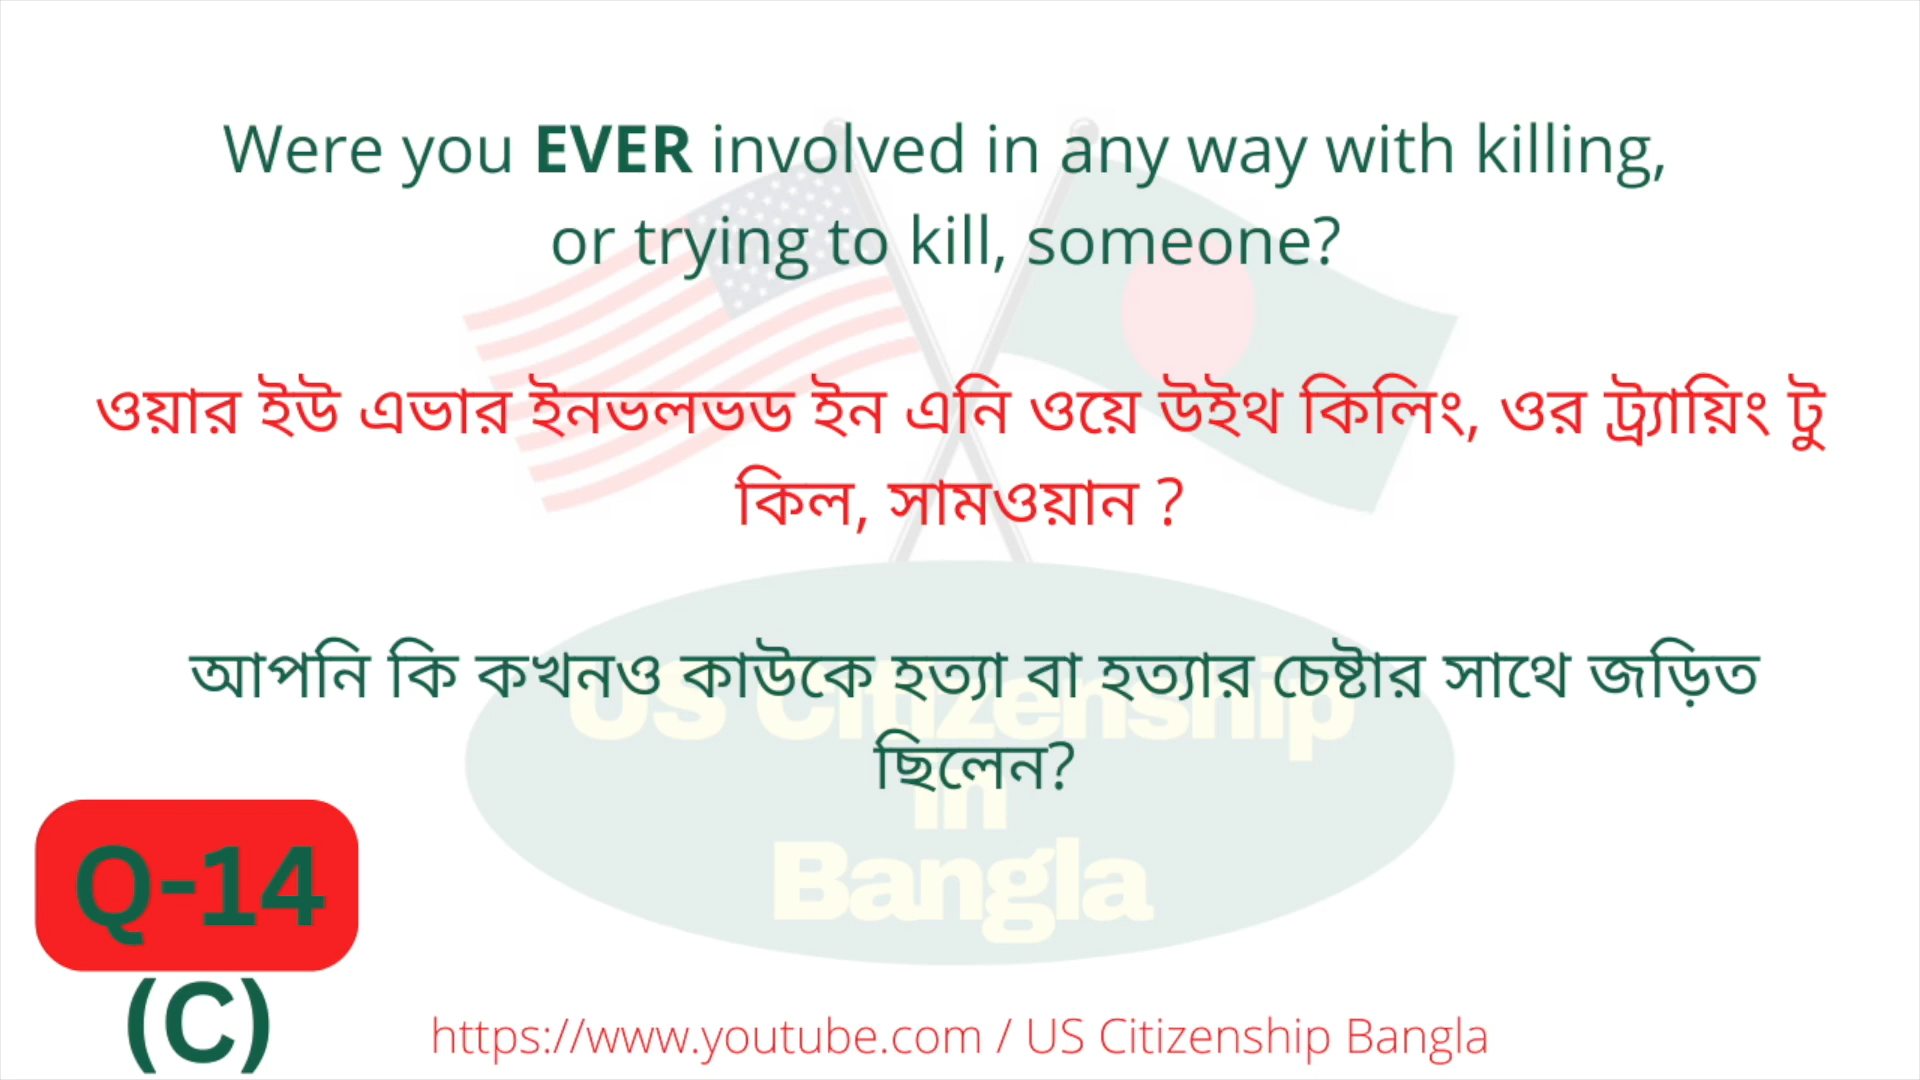 Were you EVER involved in any way with killing,
or trying to kill, someone?
ওয়ার ইউ এভার ইনভলভড ইন এনি ওয়ে উইথ কিলিং, ওর ট্র্যায়িং টু
কিল, সামওয়ান ?
আপনি কি কখনও কাউকে হত্যা বা হত্যার চেষ্টার সাথে জড়িত
ছিলেন?
US Citizenship
in
Bangla
Q-14
(C)
https://www.youtube.com / US Citizenship Bangla